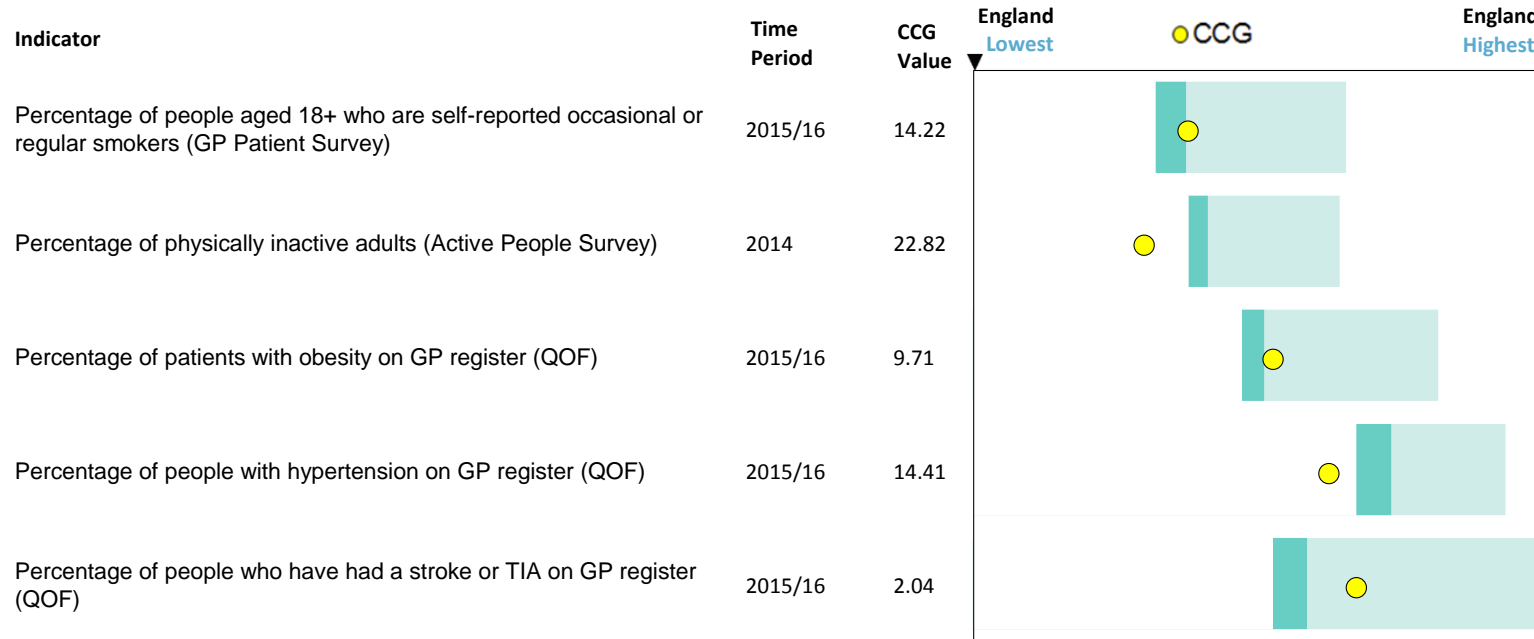 Indicator
Time
Period
CCG
Value
England
Lowest
CCG
England
Highest
Percentage of people aged 18+ who are self-reported occasional or
regular smokers (GP Patient Survey)
2015/16
14.22
Percentage of physically inactive adults (Active People Survey)
2014
22.82
Percentage of patients with obesity on GP register (QOF)
2015/16
9.71
Percentage of people with hypertension on GP register (QOF)
2015/16
14.41
Percentage of people who have had a stroke or TIA on GP register
(QOF)
2015/16
2.04